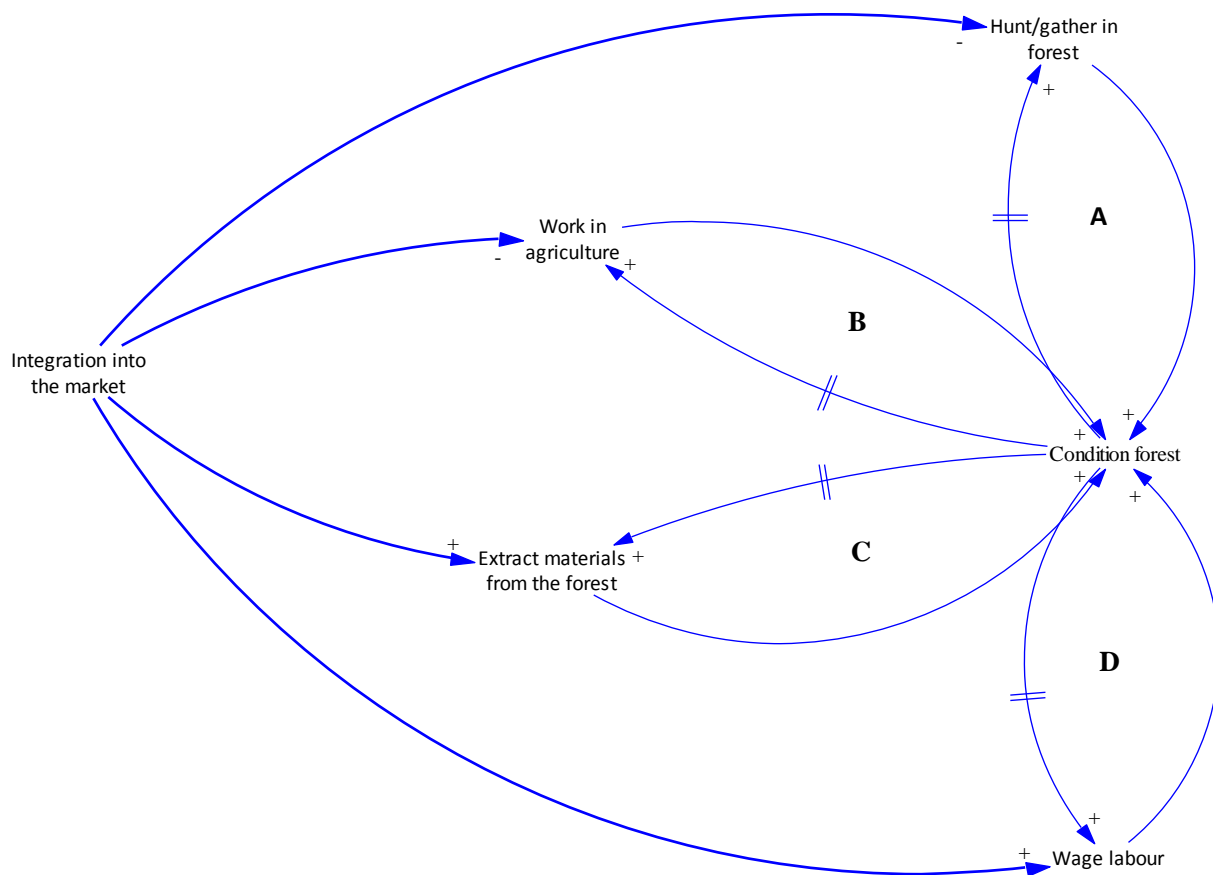 Hunt/gather in
forest
-
+
A
Work in
agriculture
-
+
B
Integration into
the market
+
+
Condition forest
+
+
+
Extract materials
from the forest
+
C
D
+
+
Wage labour